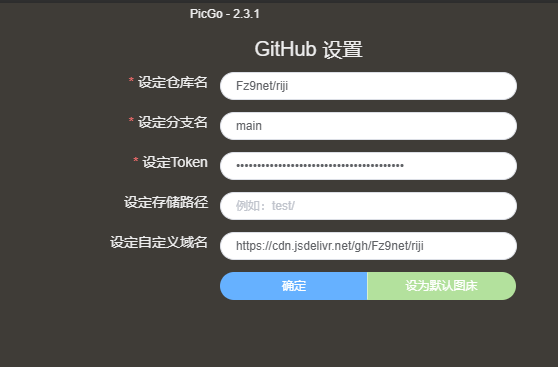 PicGo - 2.3.1
GitHub 设置
* 设定仓库名 Fz9net/riji
* 设定分支名 main
* 设定Token ••••••••••••••••••••••••••••••••••••••••
设定存储路径 例如：test/
设定自定义域名 https://cdn.jsdelivr.net/gh/Fz9net/riji
确定 设为默认图床